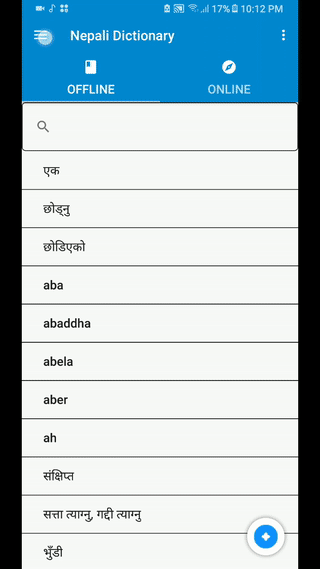 17% 10:12 PM
Nepali Dictionary
OFFLINE
ONLINE
एक
छोड्नु
छोडिएको
aba
abaddha
abela
aber
ah
संक्षिप्त
सत्ता त्याग्नु, गद्दी त्याग्नु
भुँडी